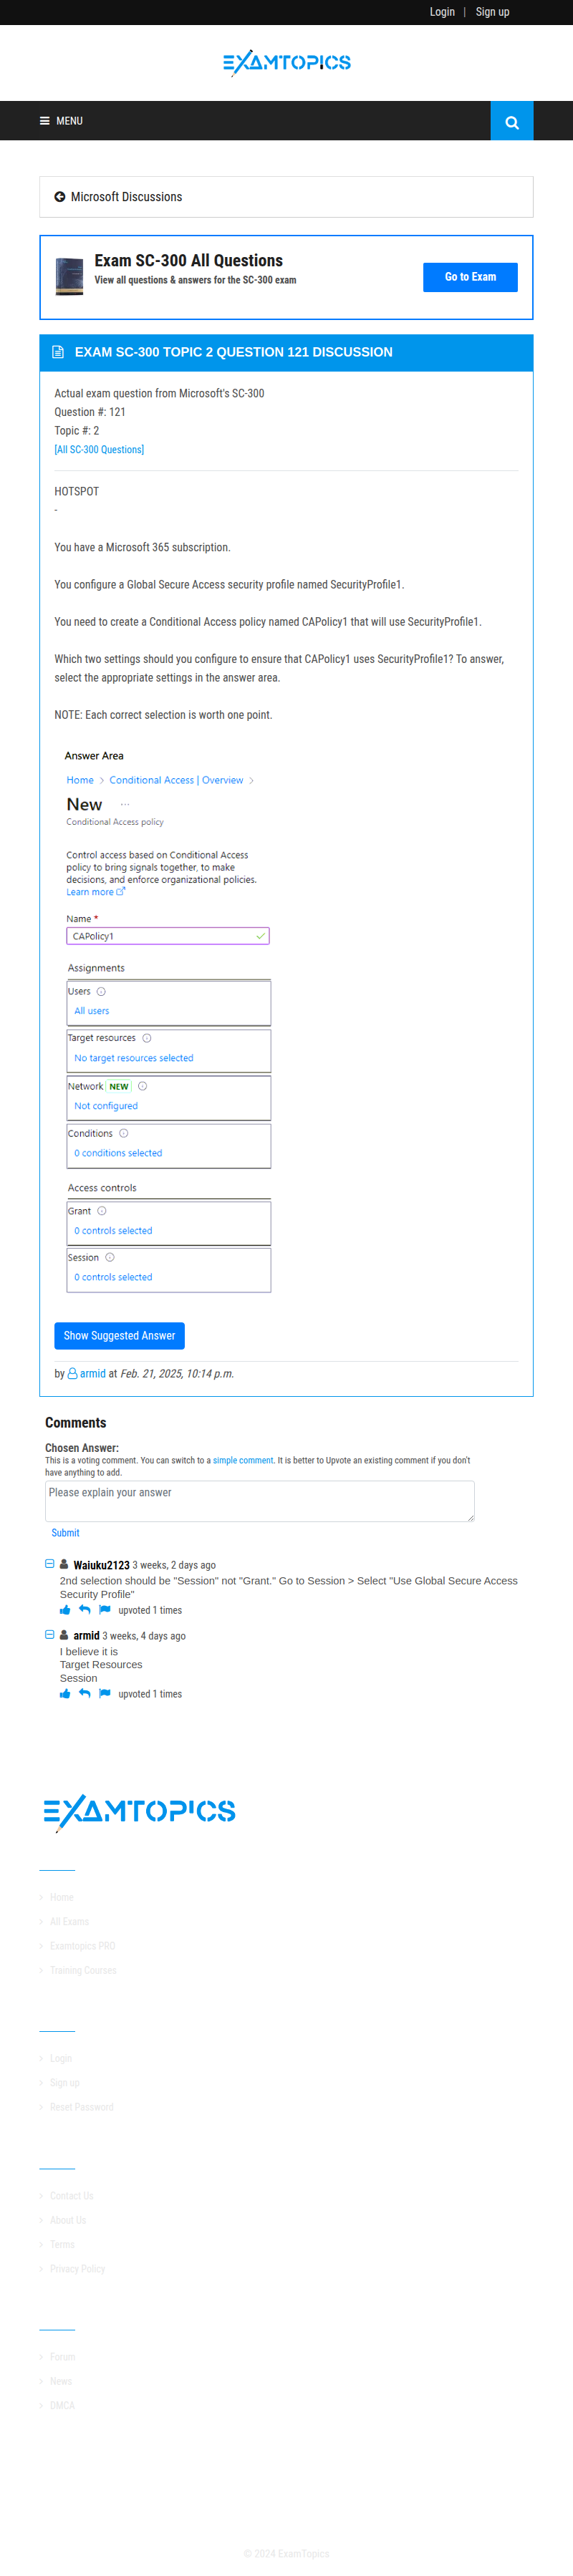 Login | Sign up
EXAMTOPICS
MENU
Microsoft Discussions
Exam SC-300 All Questions
View all questions & answers for the SC-300 exam
Go to Exam
EXAM SC-300 TOPIC 2 QUESTION 121 DISCUSSION
Actual exam question from Microsoft's SC-300
Question #: 121
Topic #: 2
[All SC-300 Questions]
HOTSPOT
-
You have a Microsoft 365 subscription.
You configure a Global Secure Access security profile named SecurityProfile1.
You need to create a Conditional Access policy named CAPolicy1 that will use SecurityProfile1.
Which two settings should you configure to ensure that CAPolicy1 uses SecurityProfile1? To answer,
select the appropriate settings in the answer area.
NOTE: Each correct selection is worth one point.
Answer Area
Home > Conditional Access | Overview >
New ...
Conditional Access policy
Control access based on Conditional Access
policy to bring signals together, to make
decisions, and enforce organizational policies.
Learn more
Name *
CAPolicy1
Assignments
Users
All users
Target resources
No target resources selected
Network NEW
Not configured
Conditions
0 conditions selected
Access controls
Grant
0 controls selected
Session
0 controls selected
Show Suggested Answer
by armid at Feb. 21, 2025, 10:14 p.m.
Comments
Chosen Answer:
This is a voting comment. You can switch to a simple comment. It is better to Upvote an existing comment if you don't
have anything to add.
Please explain your answer
Submit
Waiuku2123 3 weeks, 2 days ago
2nd selection should be "Session" not "Grant." Go to Session > Select "Use Global Secure Access
Security Profile"
upvoted 1 times
armid 3 weeks, 4 days ago
I believe it is
Target Resources
Session
upvoted 1 times
EXAMTOPICS
Home
All Exams
Examtopics PRO
Training Courses
Login
Sign up
Reset Password
Contact Us
About Us
Terms
Privacy Policy
Forum
News
DMCA
© 2024 ExamTopics